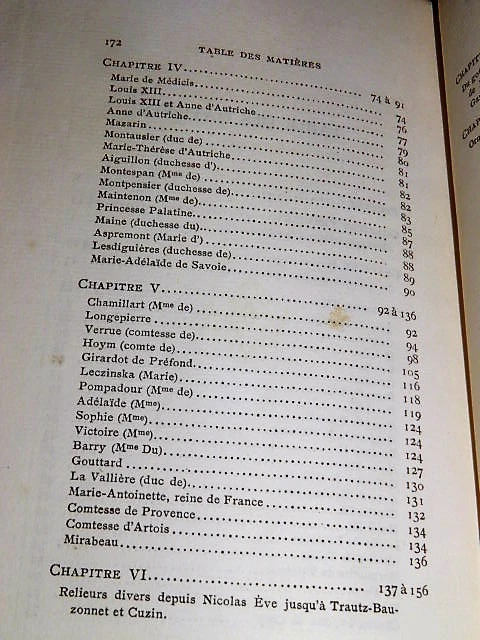 172 TABLE DES MATIÈRES
CHAPITRE IV........ 74 à 91
Marie de Médicis........ 74
Louis XIII........ 76
Louis XIII et Anne d'Autriche........ 77
Anne d'Autriche........ 79
Mazarin........ 80
Montausier (duc de)........ 81
Marie-Thérèse d'Autriche........ 81
Aiguillon (duchesse d')........ 82
Montespan (Mme de)........ 82
Montpensier (duchesse de)........ 83
Maintenon (Mme de)........ 85
Princesse Palatine........ 87
Maine (duchesse du)........ 88
Aspremont (Marie d')........ 88
Lesdiguières (duchesse de)........ 89
Marie-Adélaïde de Savoie........ 90
CHAPITRE V........ 92 à 136
Chamillart (Mme de)........ 92
Longepierre........ 94
Verrue (comtesse de)........ 98
Hoym (comte de)........ 105
Girardot de Préfond........ 116
Leczinska (Marie)........ 118
Pompadour (Mme de)........ 119
Adélaïde (Mme)........ 124
Sophie (Mme)........ 124
Victoire (Mme)........ 124
Barry (Mme Du)........ 127
Gouttard........ 130
La Vallière (duc de)........ 131
Marie-Antoinette, reine de France........ 132
Comtesse de Provence........ 134
Comtesse d'Artois........ 134
Mirabeau........ 136
CHAPITRE VI........ 137 à 156
Relieurs divers depuis Nicolas Ève jusqu'à Trautz-Bau-
zonnet et Cuzin.